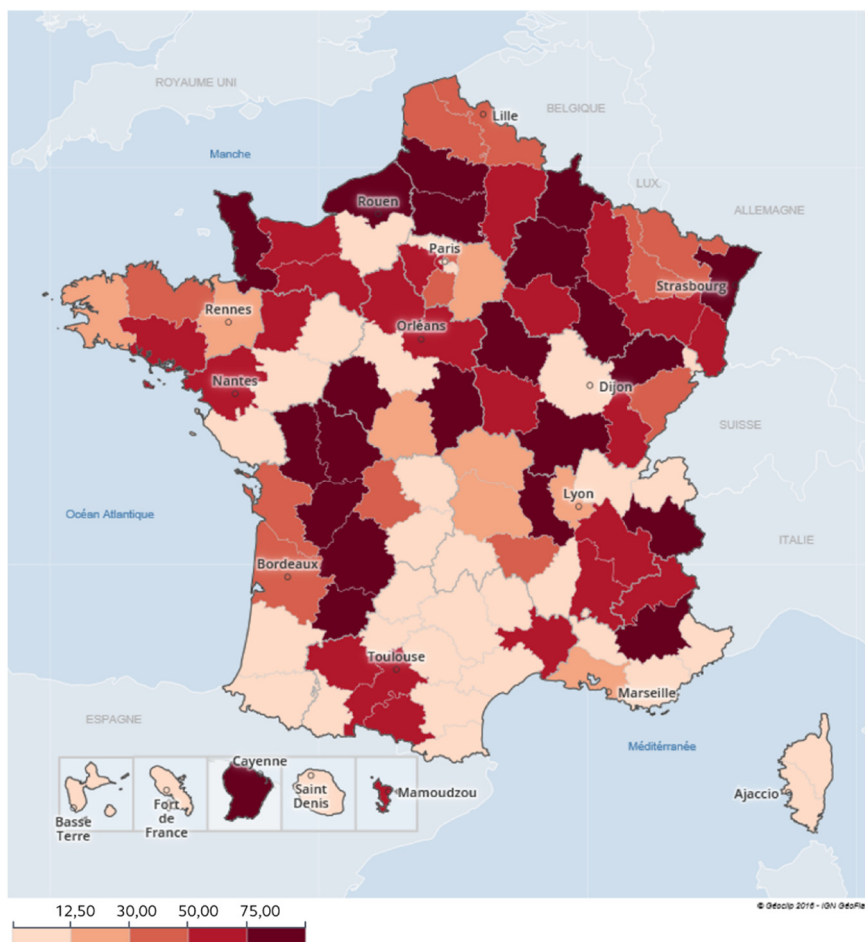 ROYAUME UNI
BELGIQUE
Lille
Manche
LUX.
Rouen
ALLEMAGNE
Paris
Rennes
Strasbourg
Orléans
Nantes
Dijon
SUISSE
Lyon
Océan Atlantique
ITALIE
Bordeaux
Toulouse
Marseille
ESPAGNE
Méditérranée
Cayenne
Saint
Denis
Mamoudzou
Ajaccio
Fort
de
France
Basse
Terre
© Géoclip 2016 - IGN GéoFla
12,50 30,00 50,00 75,00